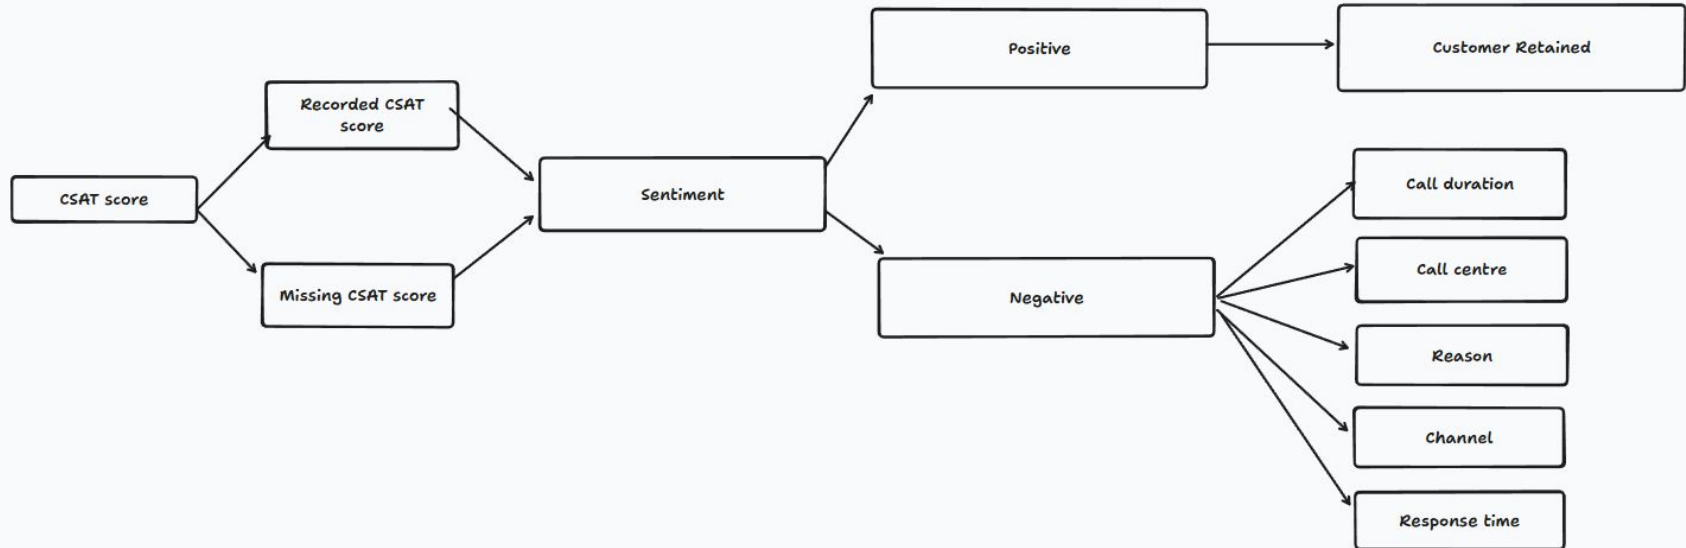 CSAT score
Recorded CSAT
score
Missing CSAT score
Sentiment
Positive
Customer Retained
Negative
Call duration
Call centre
Reason
Channel
Response time